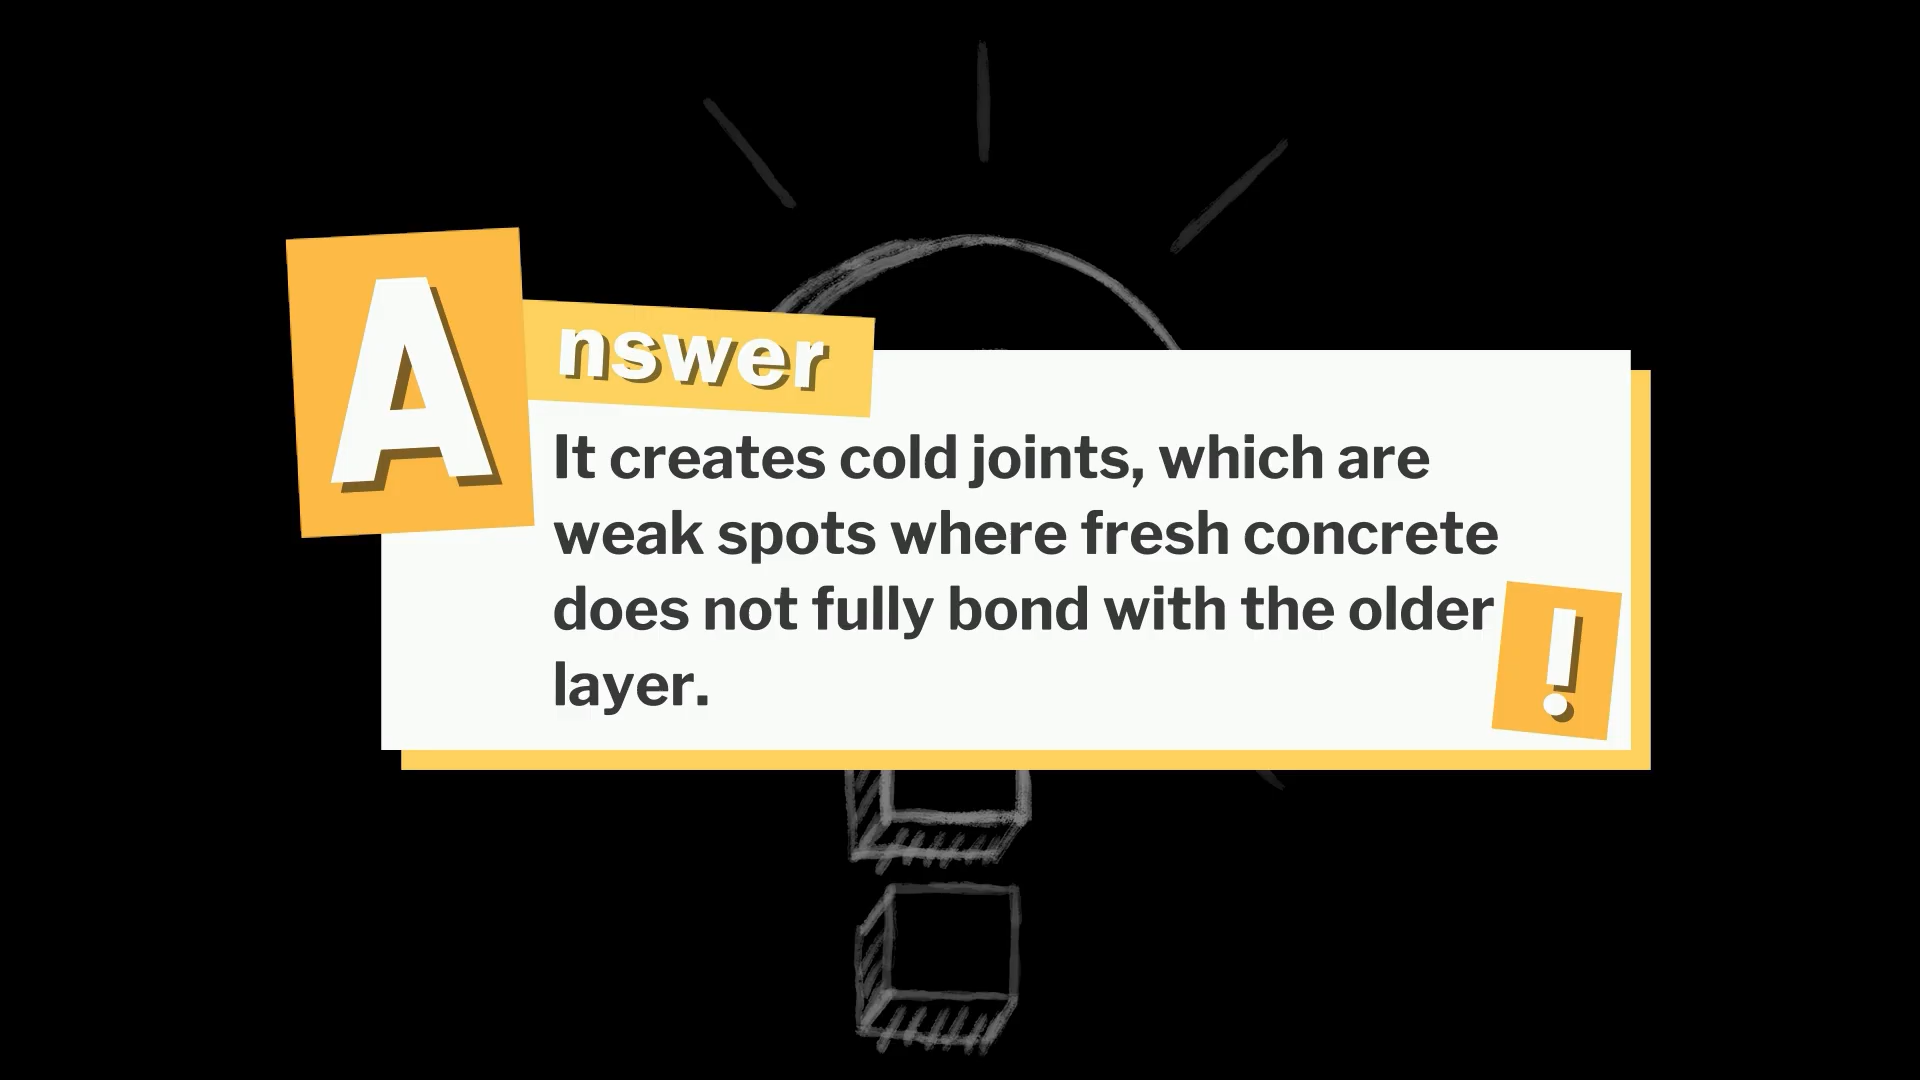 Answer
It creates cold joints, which are
weak spots where fresh concrete
does not fully bond with the older
layer.
!